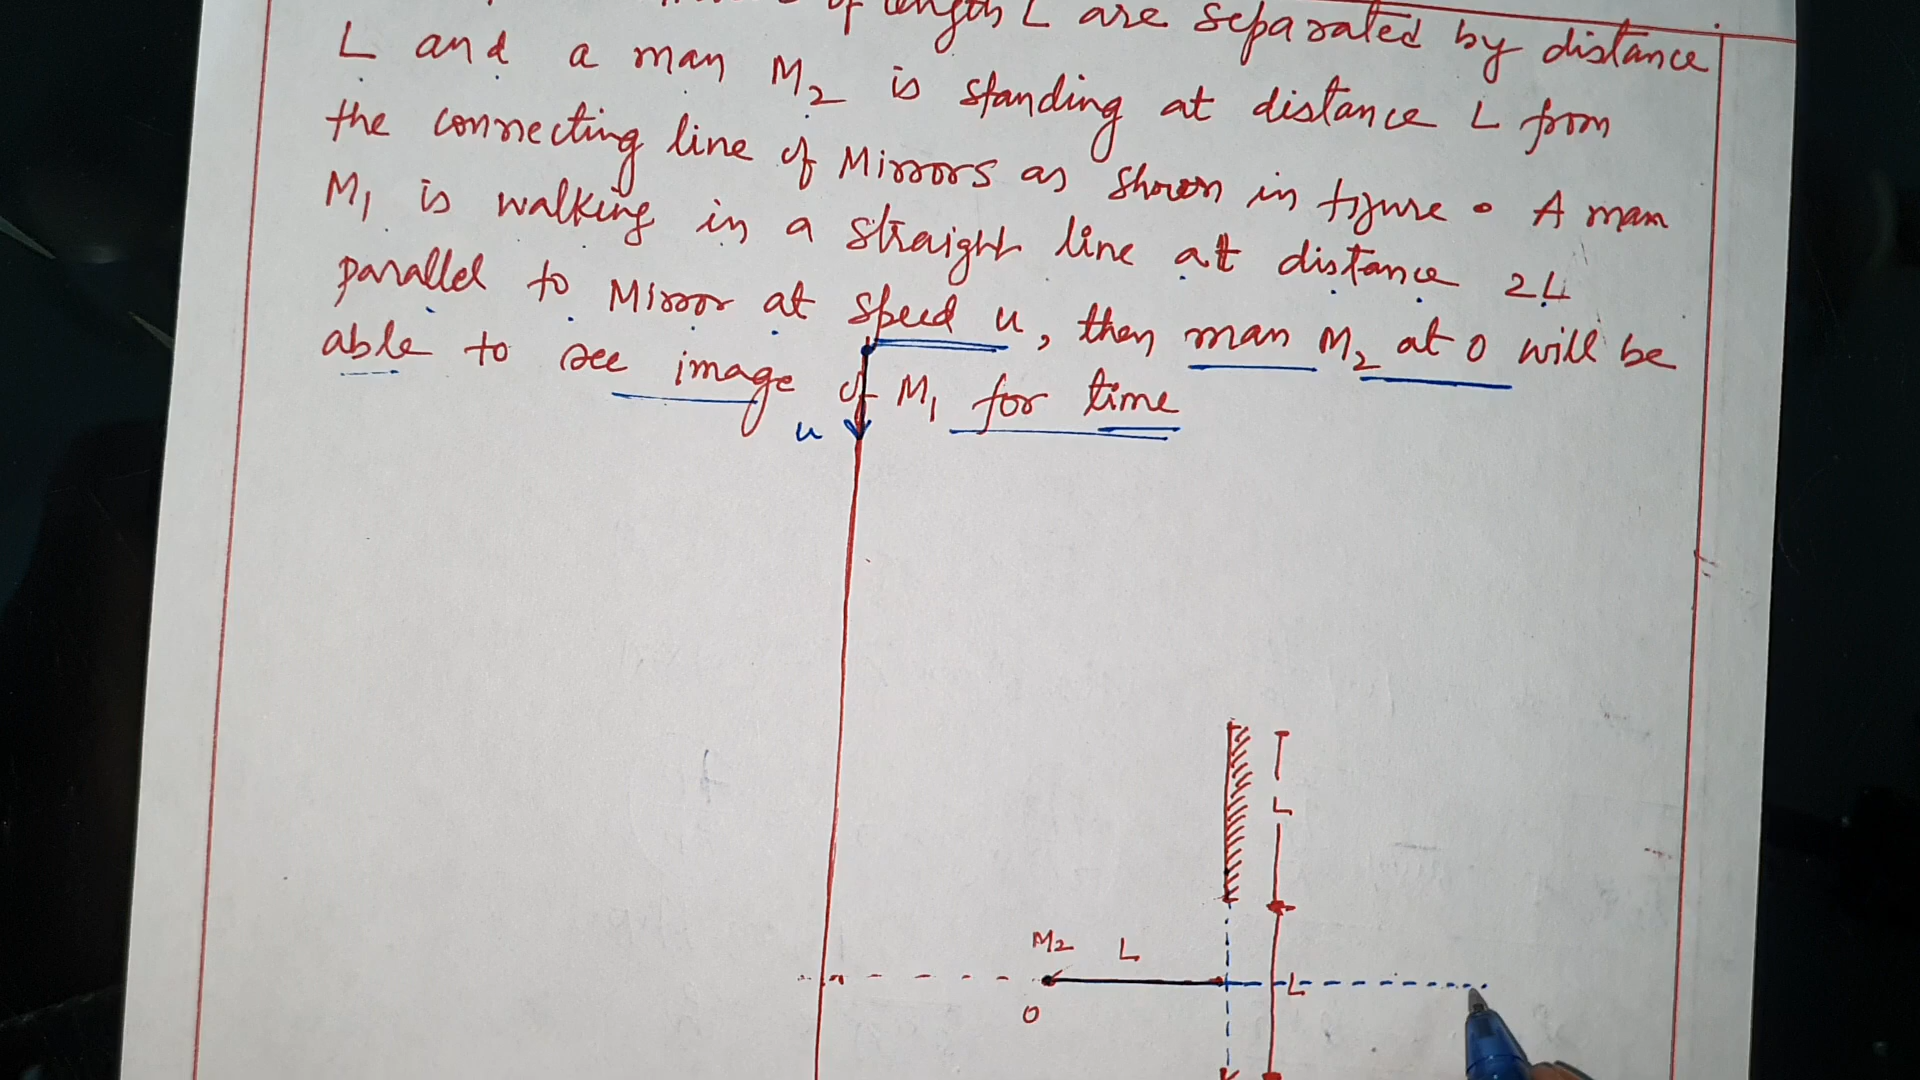 of length L are separated by distance
L and a man M2 is standing at distance L from
the connecting line of Mirrors as shown in figure. A man
M1 is walking in a straight line at distance 2L
parallel to Mirror at speed u, then man M2 at O will be
able to see image of M1 for time
u
L
M2 L
L
O